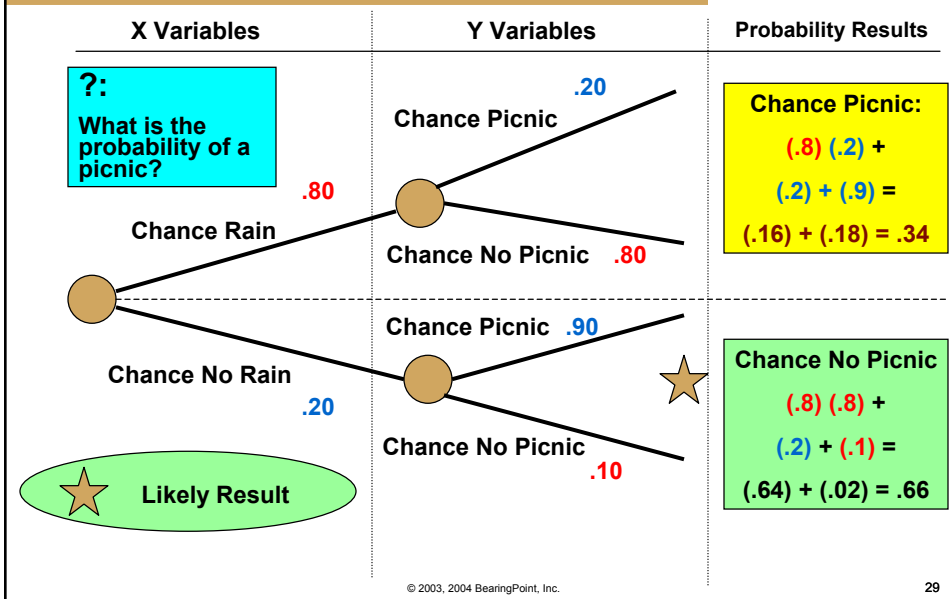 X Variables
Y Variables
Probability Results
?:
What is the
probability of a
picnic?
.80
Chance Rain
Chance No Rain
.20
Likely Result
.20
Chance Picnic
Chance No Picnic .80
Chance Picnic .90
Chance No Picnic
.10
Chance Picnic:
(.8) (.2) +
(.2) + (.9) =
(.16) + (.18) = .34
Chance No Picnic
(.8) (.8) +
(.2) + (.1) =
(.64) + (.02) = .66
© 2003, 2004 BearingPoint, Inc.
29